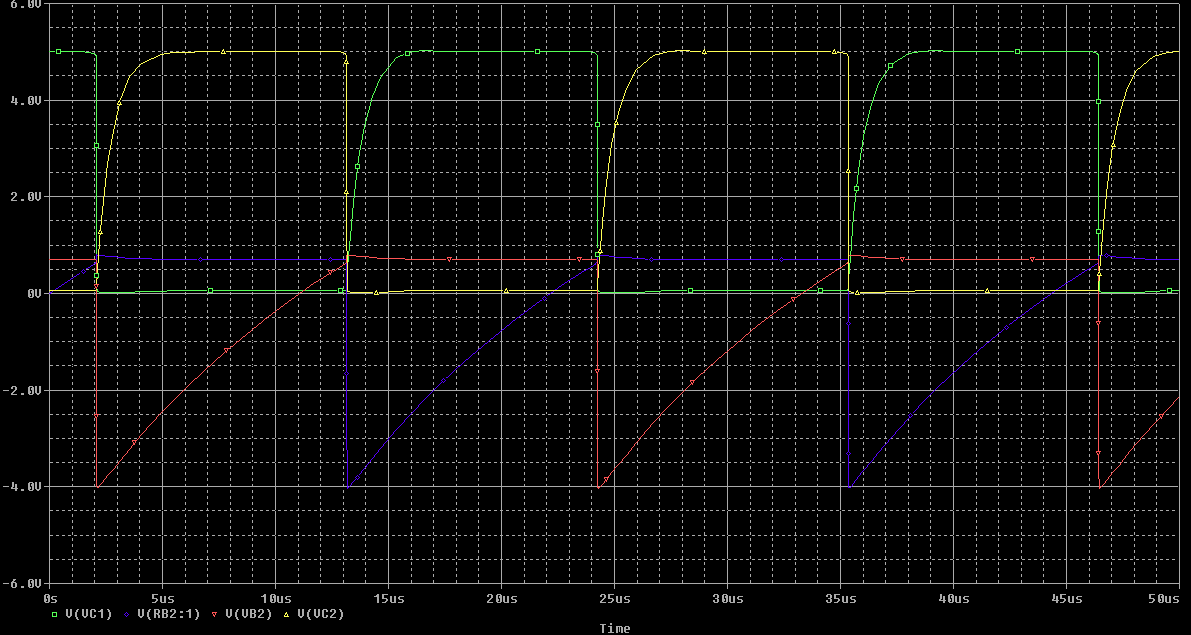 6.0V
4.0V
2.0V
0V
-2.0V
-4.0V
-6.0V
0s 5us 10us 15us 20us 25us 30us 35us 40us 45us 50us
V(VC1) V(RB2:1) V(VB2) V(VC2)
Time